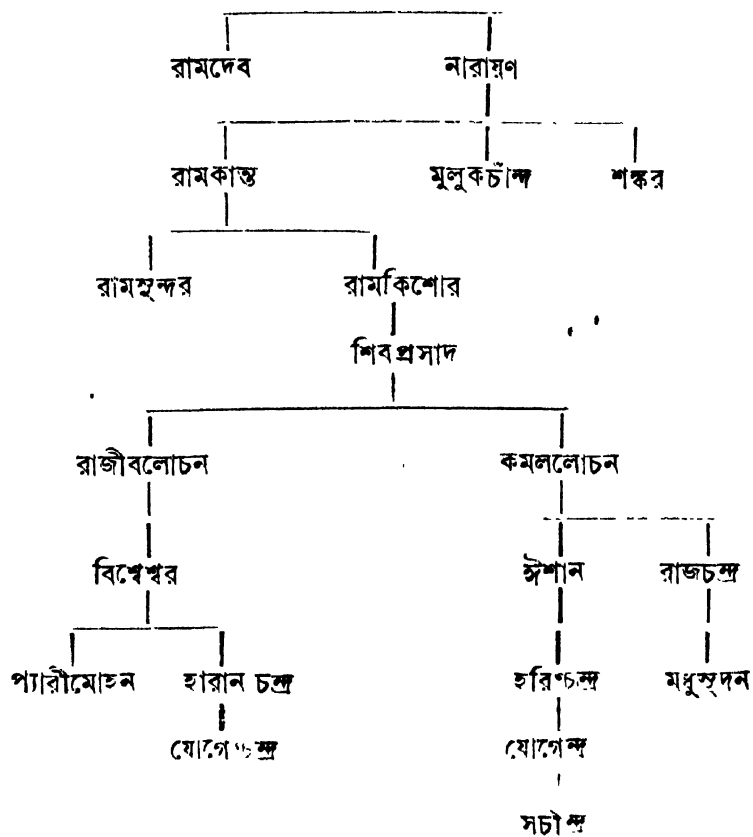 রামদেব নারায়ণ
রামকান্ত মুলুকচাঁন্দ শঙ্কর
রামসুন্দর রামকিশোর
শিবপ্রসাদ
রাজীবলোচন কমললোচন
বিশ্বেশ্বর ঈশান রাজচন্দ্র
প্যারীমোহন হারান চন্দ্র হরিশ্চন্দ্র মধুসূদন
যোগেশচন্দ্র যোগেন্দ্র
সচীন্দ্র